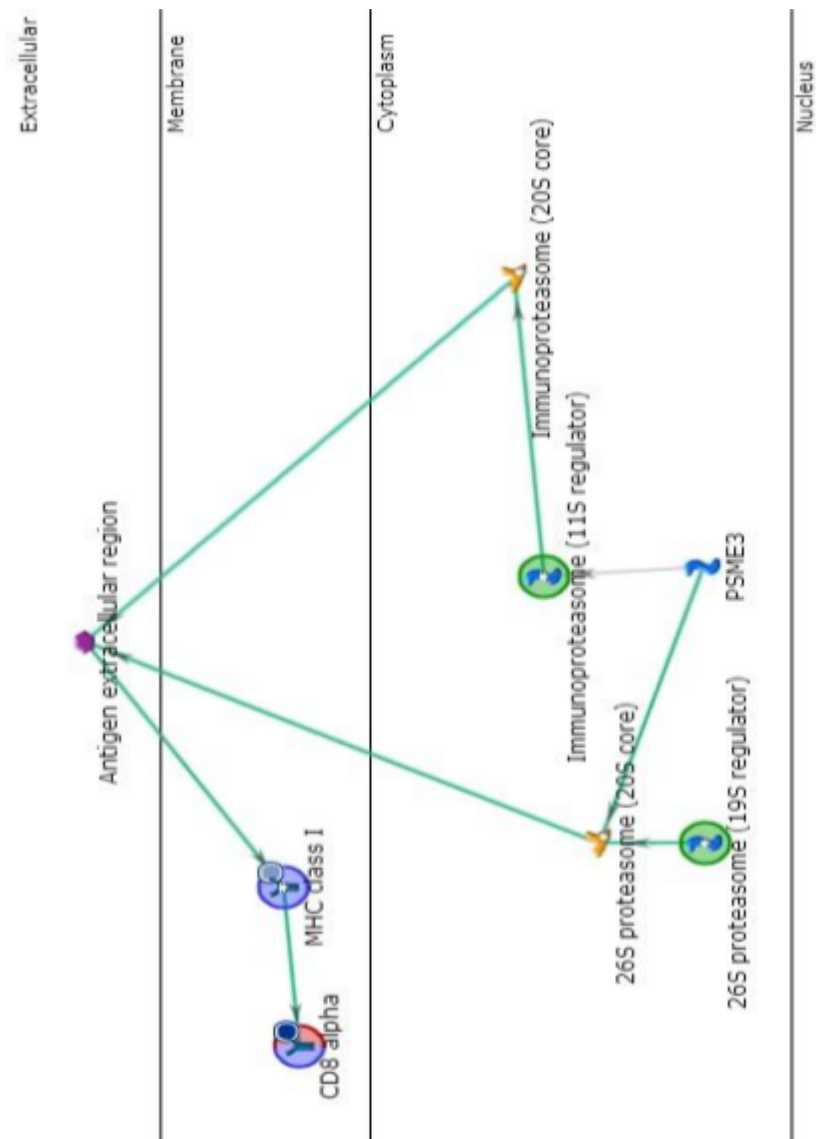 Extracellular
Membrane
Cytoplasm
Nucleus
Antigen extracellular region
MHC class I
CD8 alpha
Immunoproteasome (20S core)
Immunoproteasome (11S regulator)
PSME3
26S proteasome (20S core)
26S proteasome (19S regulator)